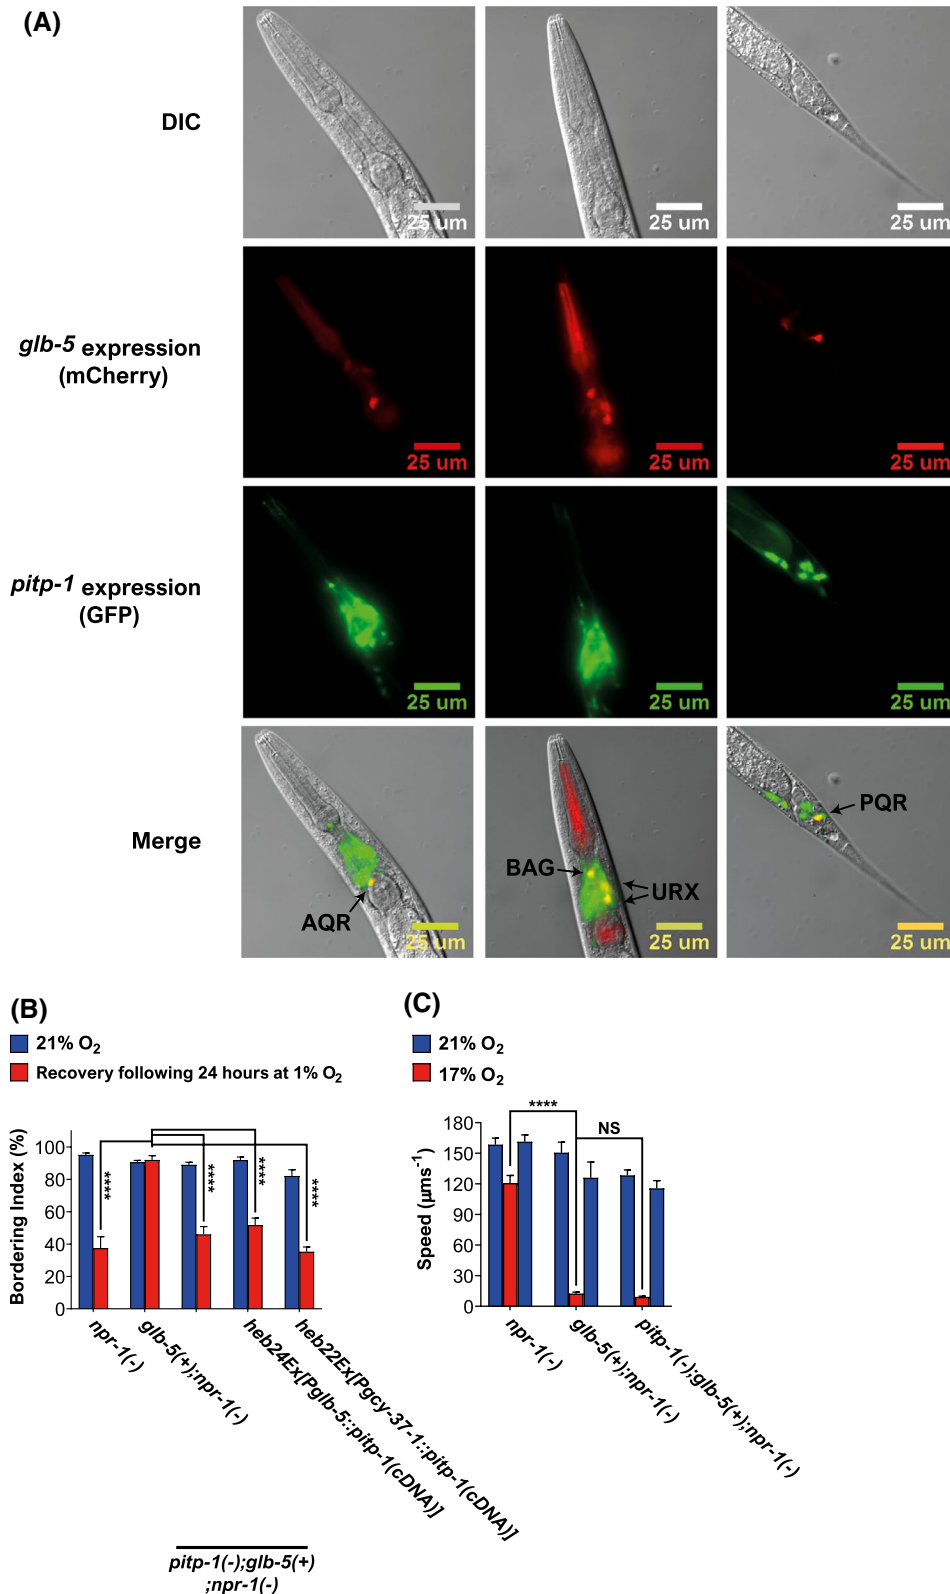 (A)
DIC
25 um
25 um
25 um
glb-5 expression
(mCherry)
25 um
25 um
25 um
pitp-1 expression
(GFP)
25 um
25 um
25 um
Merge
AQR
25 um
BAG
URX
25 um
PQR
25 um
(B)
21% O2
Recovery following 24 hours at 1% O2
Bordering Index (%)
100
80
60
40
20
0
****
****
****
****
npr-1(-)
glb-5(+);npr-1(-)
heb24Ex[Pglb-5::pitp-1(cDNA)]
heb22Ex[Pgcy-37-1::pitp-1(cDNA)]
pitp-1(-);glb-5(+)
;npr-1(-)
(C)
21% O2
17% O2
Speed (µms-1)
180
150
120
90
60
30
0
****
NS
npr-1(-)
glb-5(+);npr-1(-)
pitp-1(-);glb-5(+);npr-1(-)